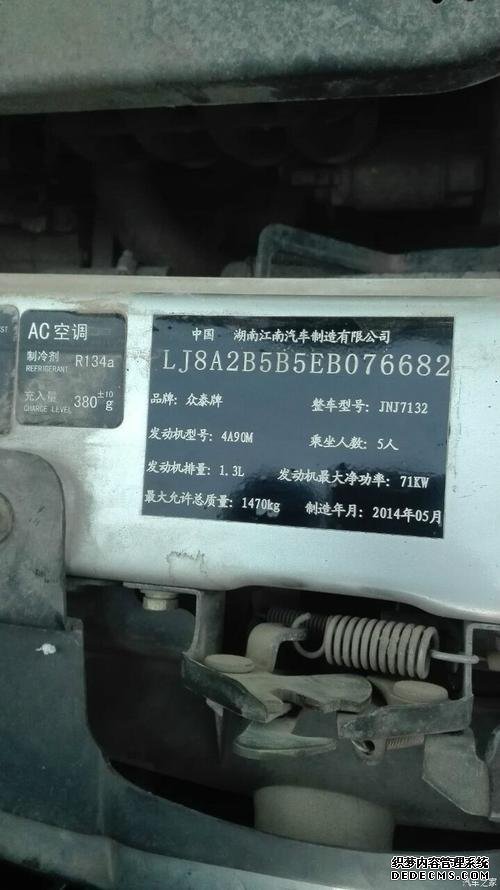 AC空调
制冷剂 R134a
REFRIGERANT
充入量 380±10g
CHARGE LEVEL
中国 湖南江南汽车制造有限公司
LJ8A2B5B5EB076682
品牌: 众泰牌 整车型号: JNJ7132
发动机型号: 4A90M 乘坐人数: 5人
发动机排量: 1.3L 发动机最大净功率: 71KW
最大允许总质量: 1470kg 制造年月: 2014年05月
织梦内容管理系统
DEDECMS.COM
汽车之家